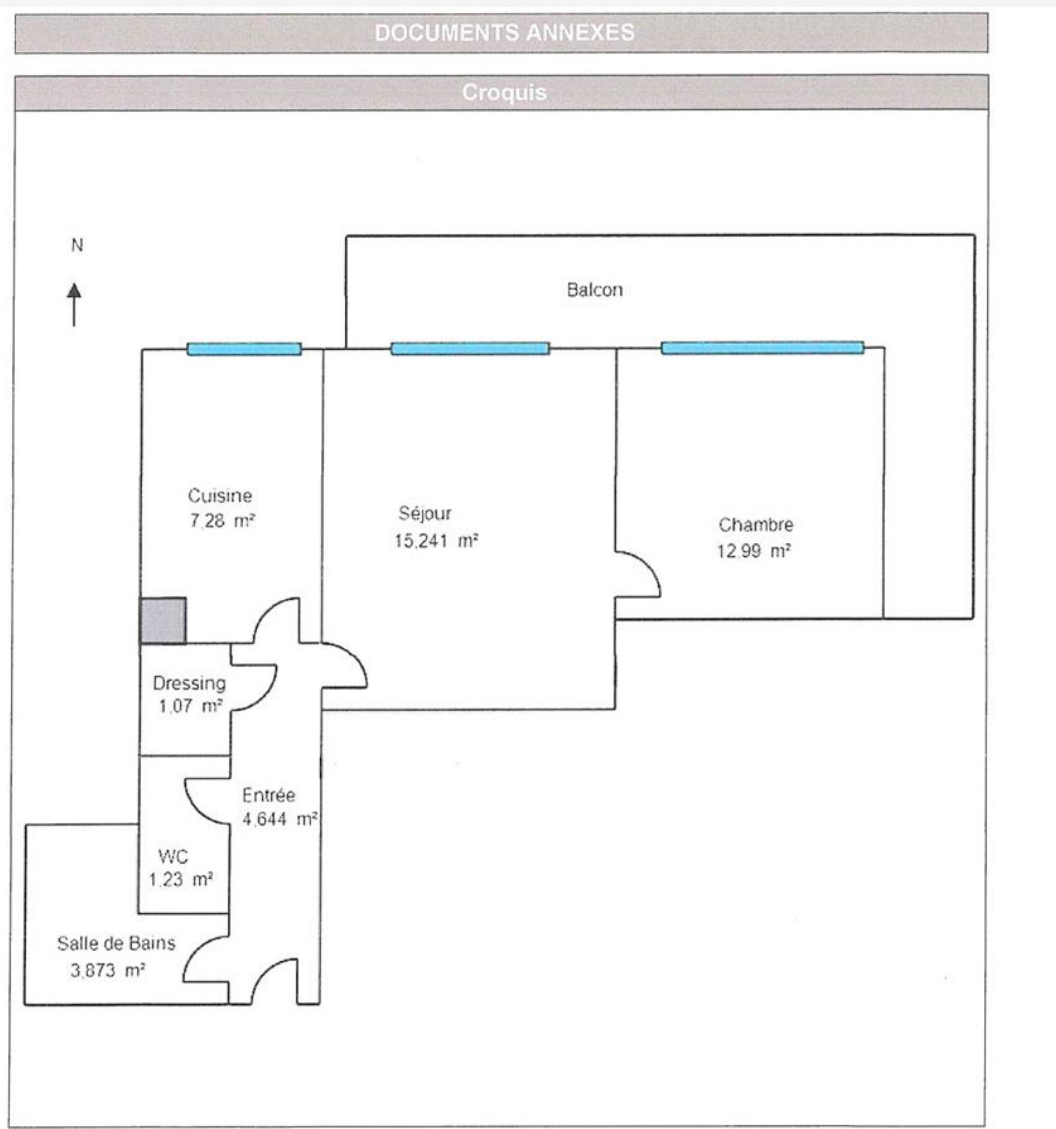 DOCUMENTS ANNEXES
Croquis
N
Balcon
Cuisine
7,28 m²
Séjour
15,241 m²
Chambre
12,99 m²
Dressing
1,07 m²
Entrée
4,644 m²
WC
1,23 m²
Salle de Bains
3,873 m²